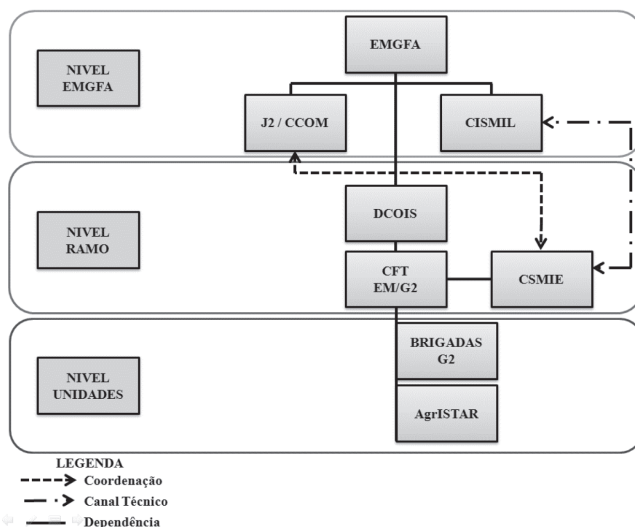 EMGFA
NIVEL
EMGFA
J2 / CCOM
CISMIL
DCOIS
NIVEL
RAMO
CFT
EM/G2
CSMIE
BRIGADAS
G2
NIVEL
UNIDADES
AgrISTAR
LEGENDA
Coordenação
Canal Técnico
Dependência